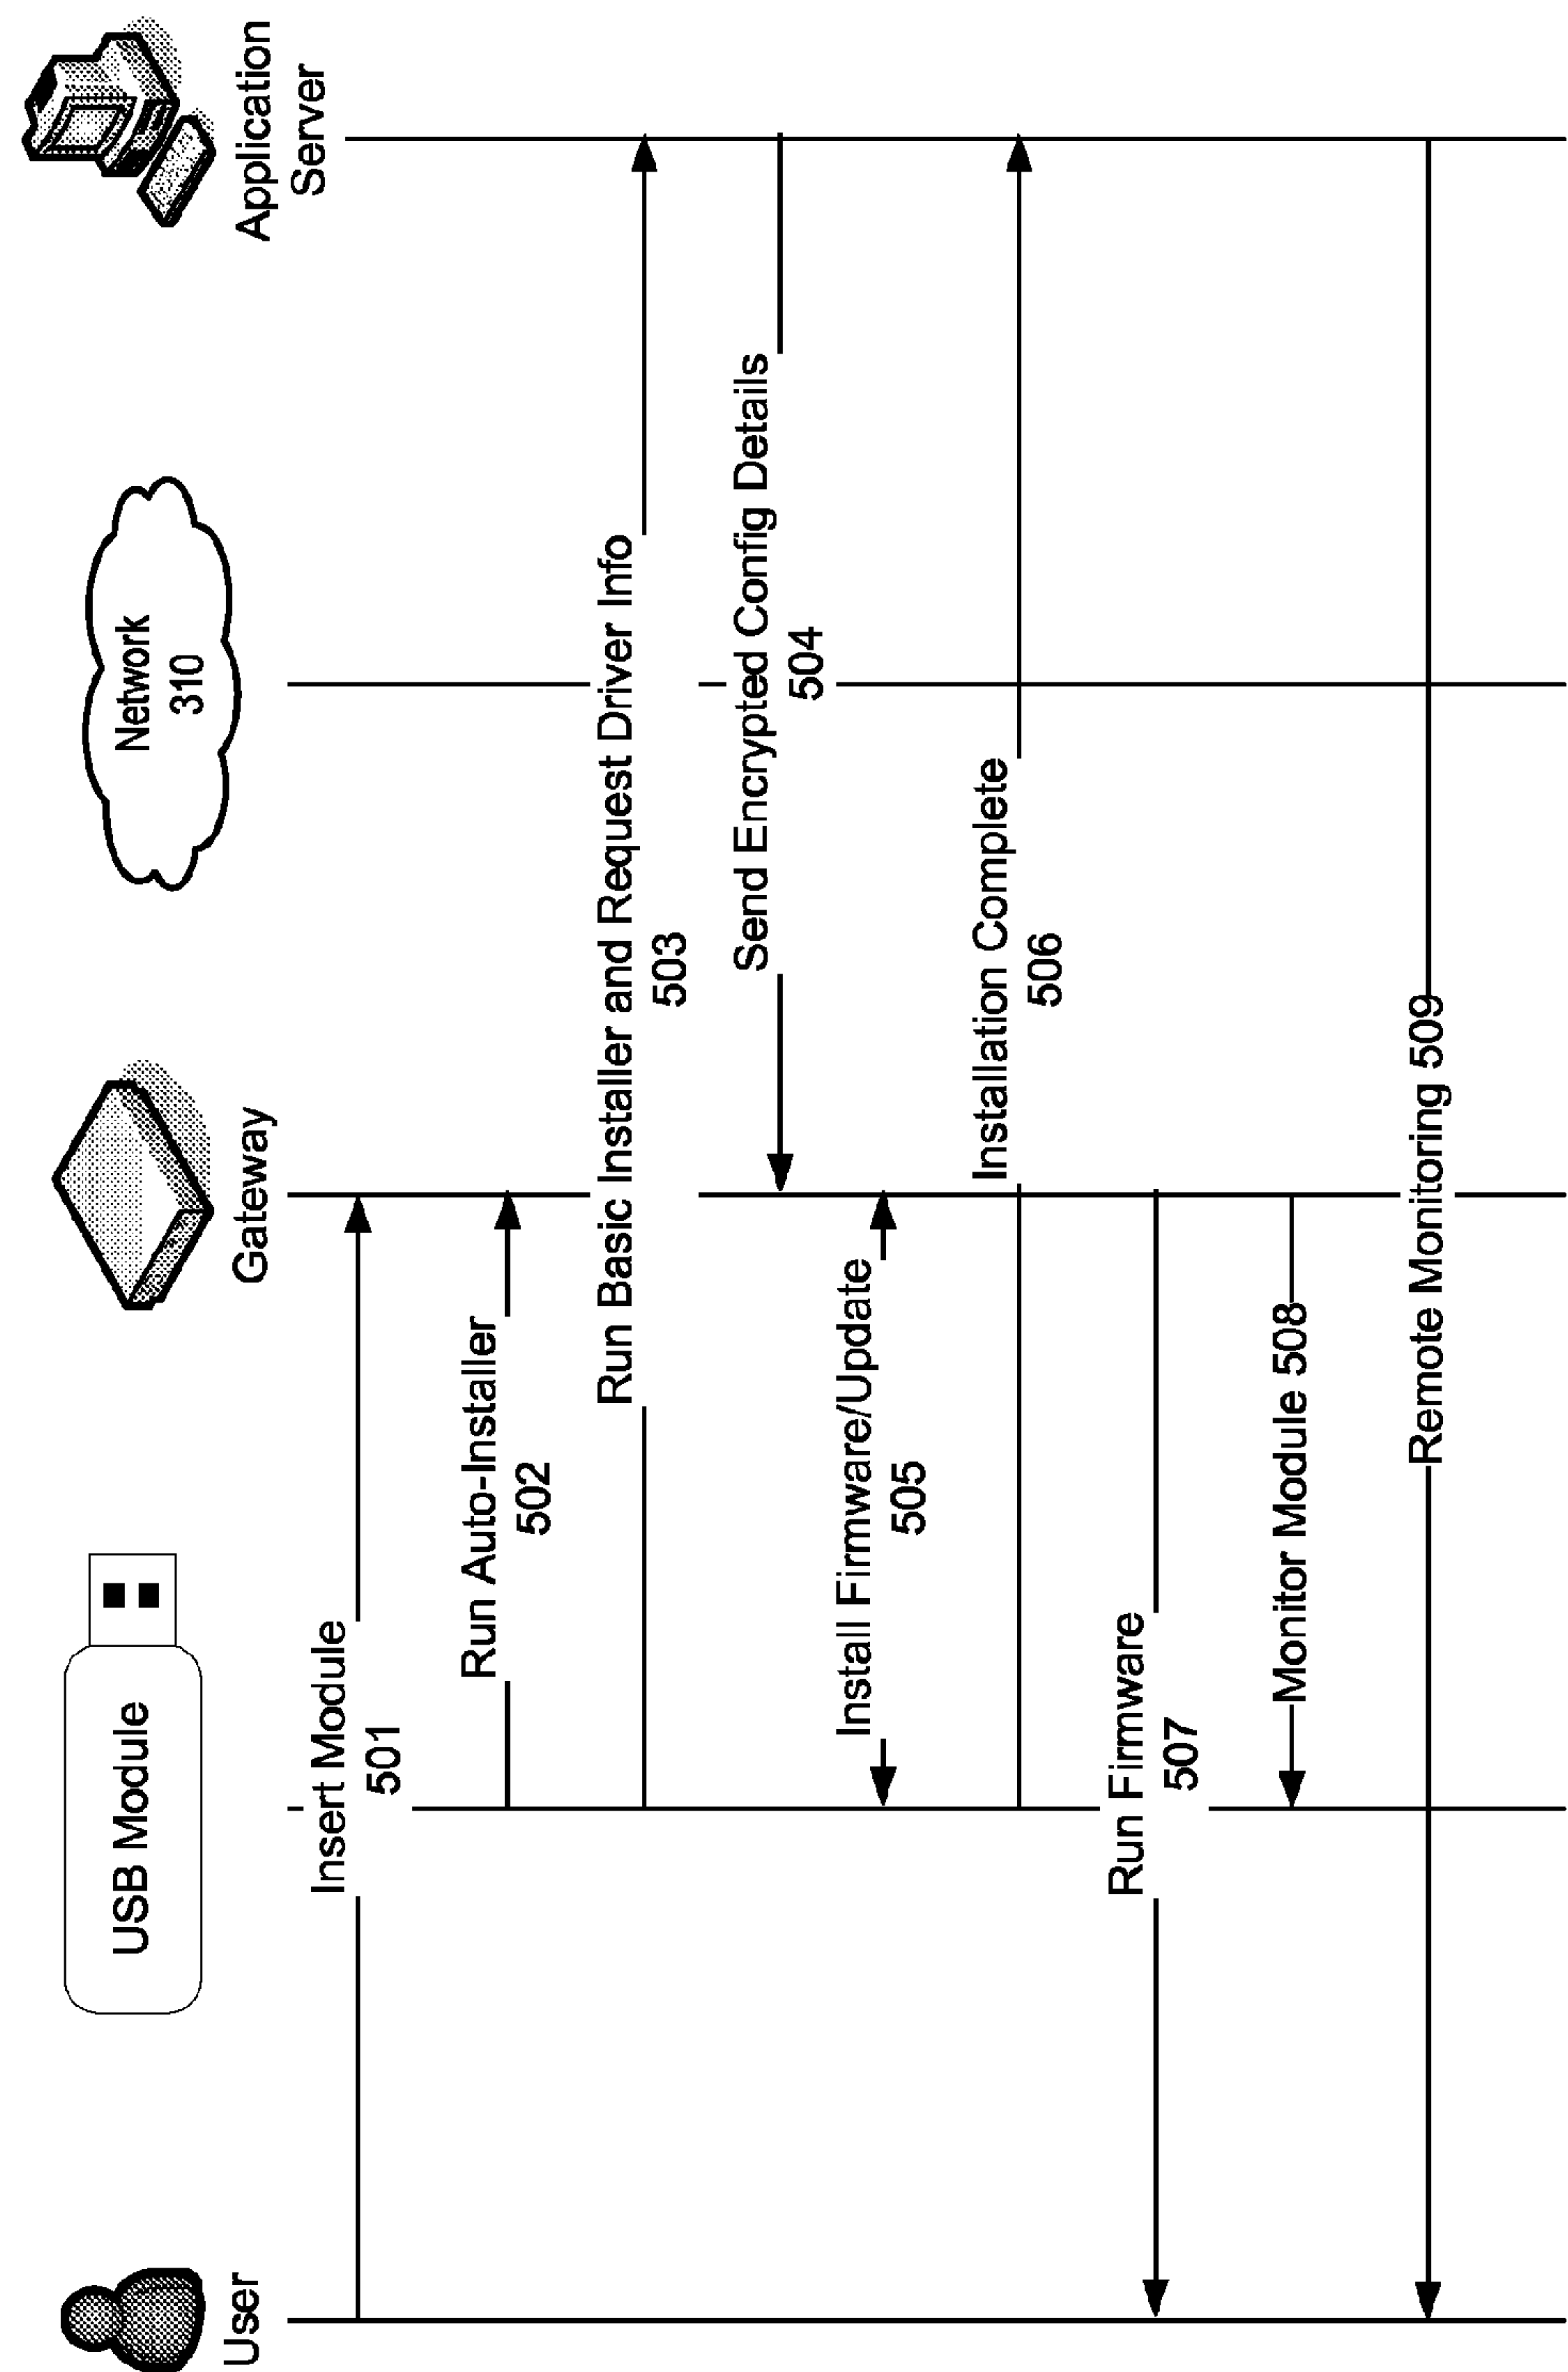 User
USB Module
Gateway
Network
310
Application
Server
Insert Module
501
Run Auto-Installer
502
Run Basic Installer and Request Driver Info
503
Send Encrypted Config Details
504
Install Firmware/Update
505
Installation Complete
506
Run Firmware
507
Monitor Module 508
Remote Monitoring 509